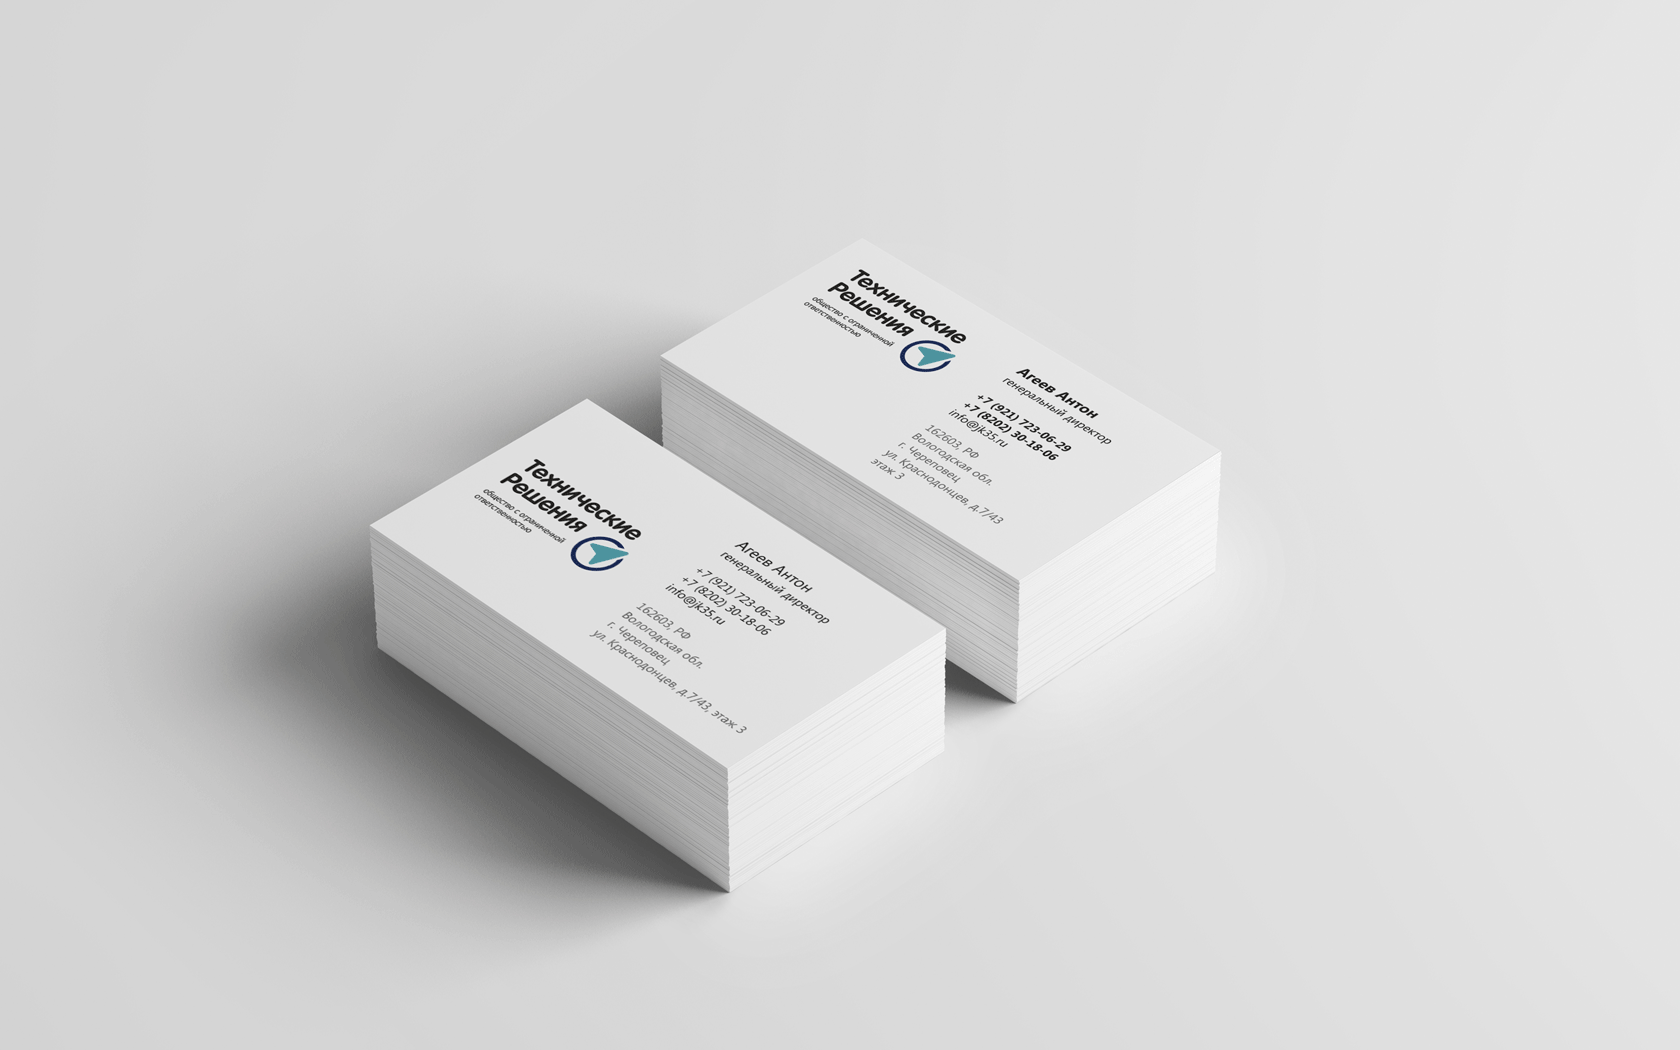 Технические
Решения
общество с ограниченной
ответственностью
Агеев Антон
генеральный директор
+7 (921) 723-06-29
+7 (8202) 30-18-06
info@jk35.ru
162603, РФ
Вологодская обл.
г. Череповец
ул. Краснодонцев, д.7/43
этаж 3
Технические
Решения
общество с ограниченной
ответственностью
Агеев Антон
генеральный директор
+7 (921) 723-06-29
+7 (8202) 30-18-06
info@jk35.ru
162603, РФ
Вологодская обл.
г. Череповец
ул. Краснодонцев, д.7/43, этаж 3